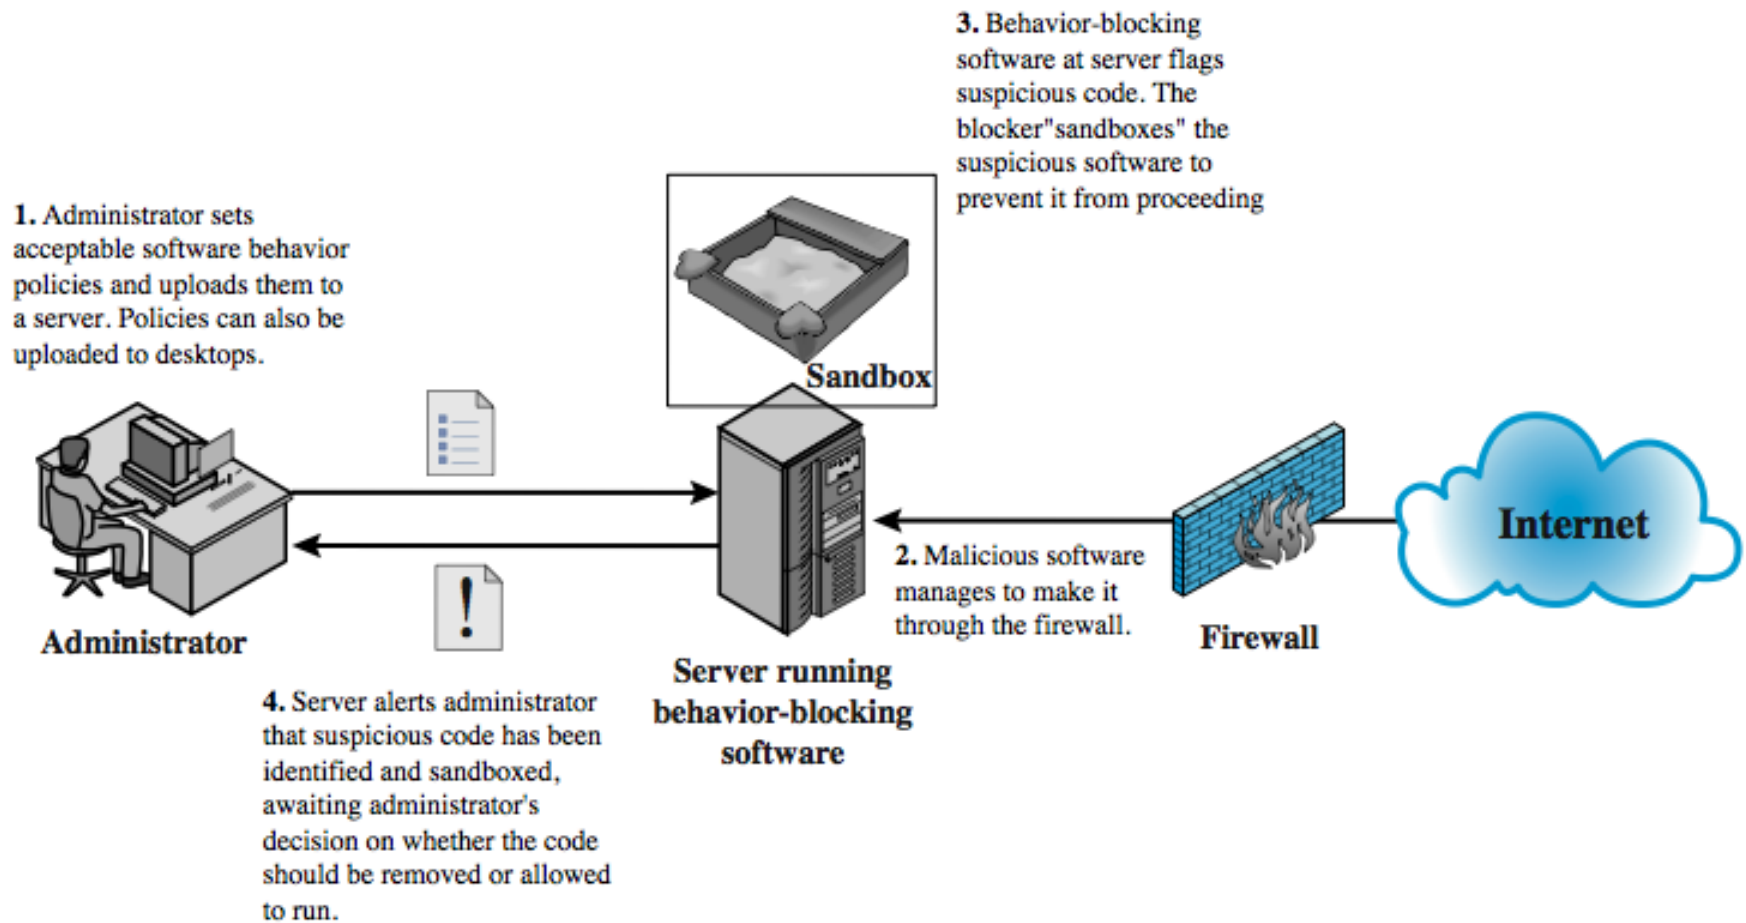 3. Behavior-blocking
software at server flags
suspicious code. The
blocker"sandboxes" the
suspicious software to
prevent it from proceeding
1. Administrator sets
acceptable software behavior
policies and uploads them to
a server. Policies can also be
uploaded to desktops.
Sandbox
Internet
2. Malicious software
manages to make it
through the firewall.
Firewall
Administrator
!
Server running
behavior-blocking
software
4. Server alerts administrator
that suspicious code has been
identified and sandboxed,
awaiting administrator's
decision on whether the code
should be removed or allowed
to run.